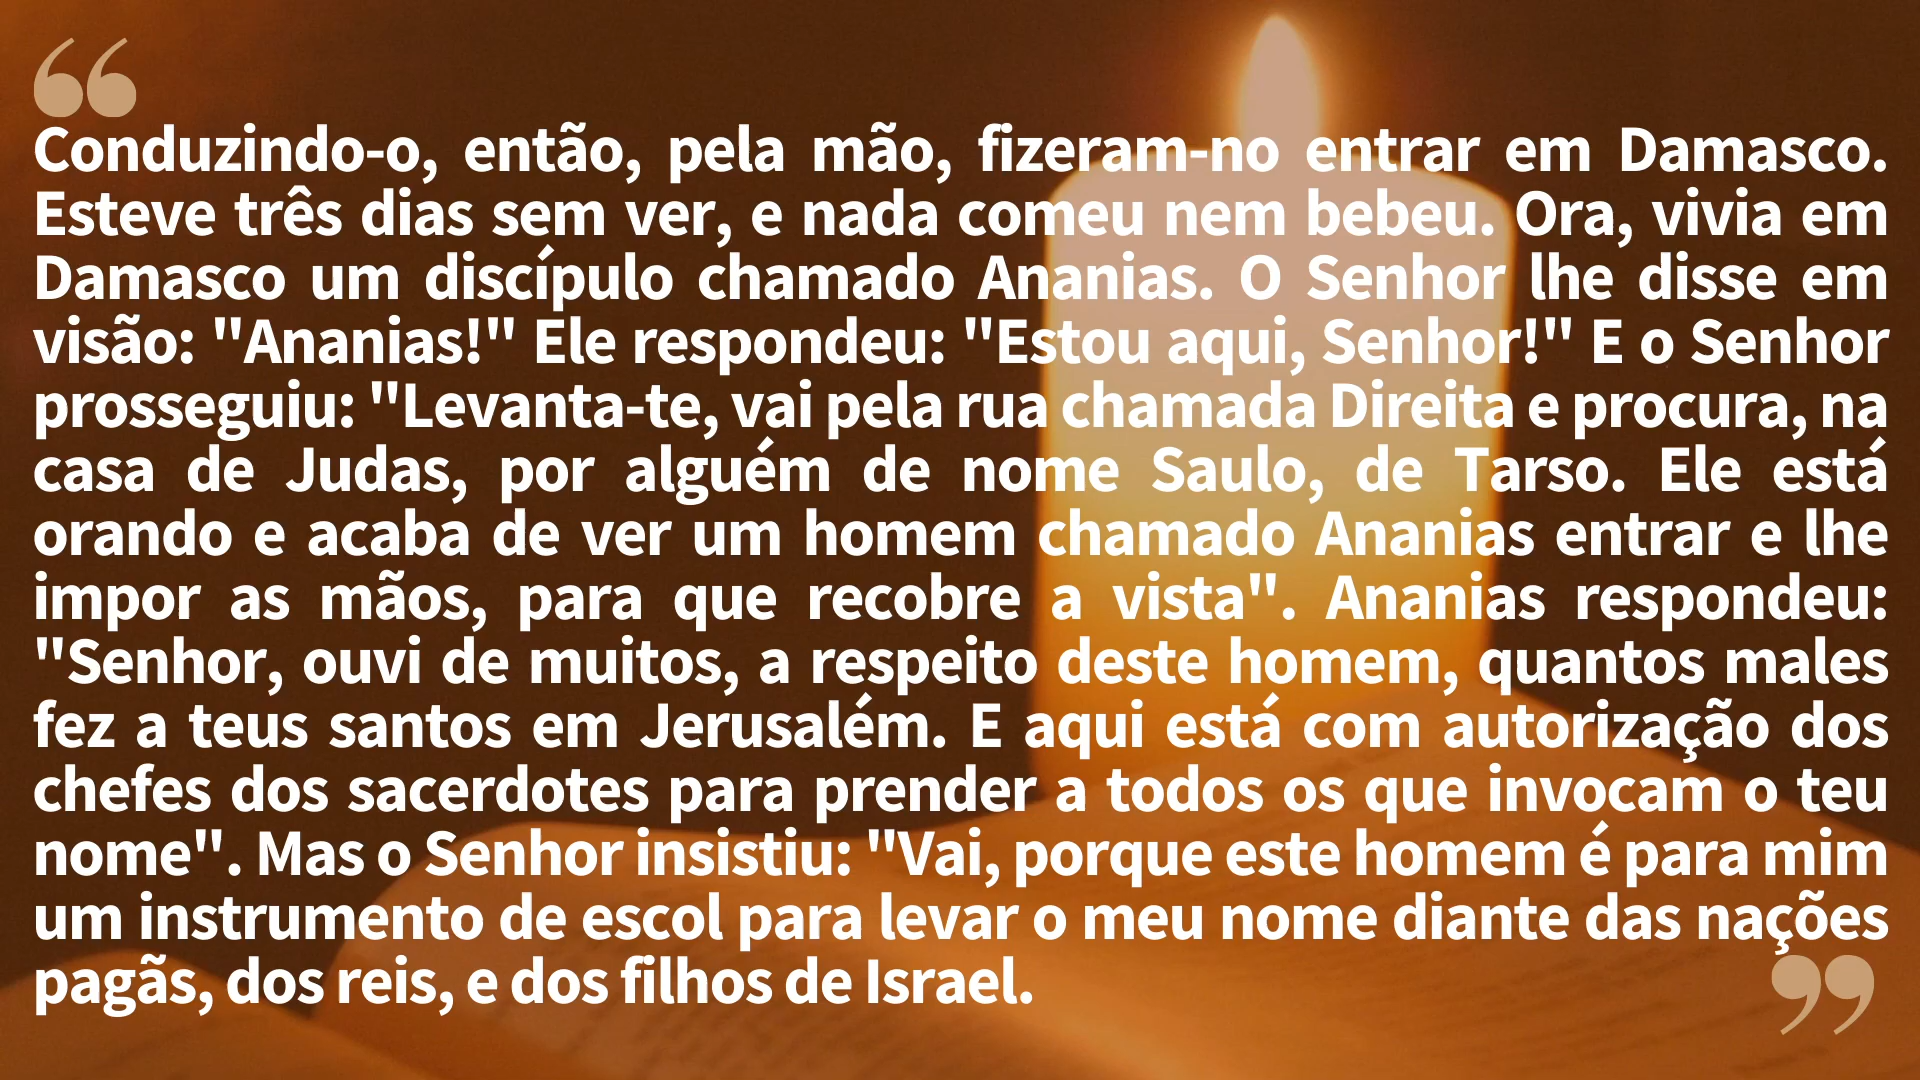 “
Conduzindo-o, então, pela mão, fizeram-no entrar em Damasco.
Esteve três dias sem ver, e nada comeu nem bebeu. Ora, vivia em
Damasco um discípulo chamado Ananias. O Senhor lhe disse em
visão: "Ananias!" Ele respondeu: "Estou aqui, Senhor!" E o Senhor
prosseguiu: "Levanta-te, vai pela rua chamada Direita e procura, na
casa de Judas, por alguém de nome Saulo, de Tarso. Ele está
orando e acaba de ver um homem chamado Ananias entrar e lhe
impor as mãos, para que recobre a vista". Ananias respondeu:
"Senhor, ouvi de muitos, a respeito deste homem, quantos males
fez a teus santos em Jerusalém. E aqui está com autorização dos
chefes dos sacerdotes para prender a todos os que invocam o teu
nome". Mas o Senhor insistiu: "Vai, porque este homem é para mim
um instrumento de escol para levar o meu nome diante das nações
pagãs, dos reis, e dos filhos de Israel.
”